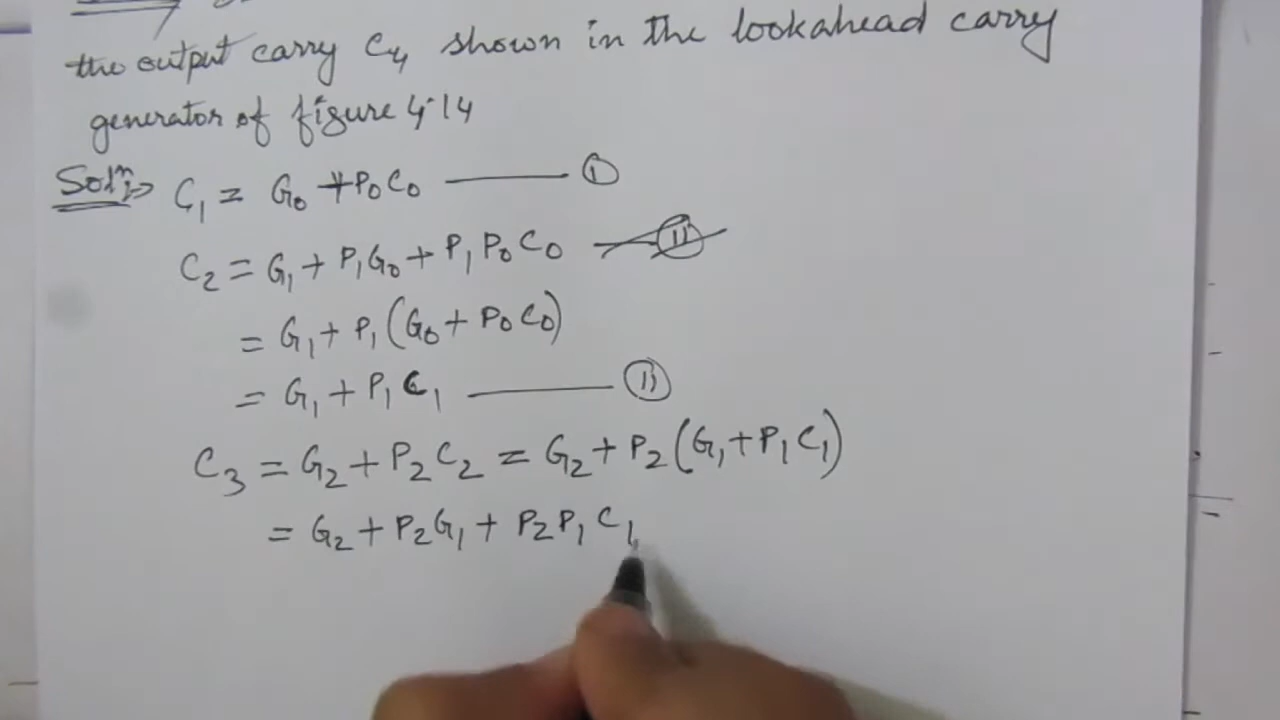 the output carry C₄ shown in the lookahead carry
generator of figure 4.14
Solⁿ:-> C₁ = G₀ + P₀C₀ ——— I
C₂ = G₁ + P₁G₀ + P₁P₀C₀ — II
= G₁ + P₁(G₀ + P₀C₀)
= G₁ + P₁C₁ ——— II
C₃ = G₂ + P₂C₂ = G₂ + P₂(G₁ + P₁C₁)
= G₂ + P₂G₁ + P₂P₁C₁